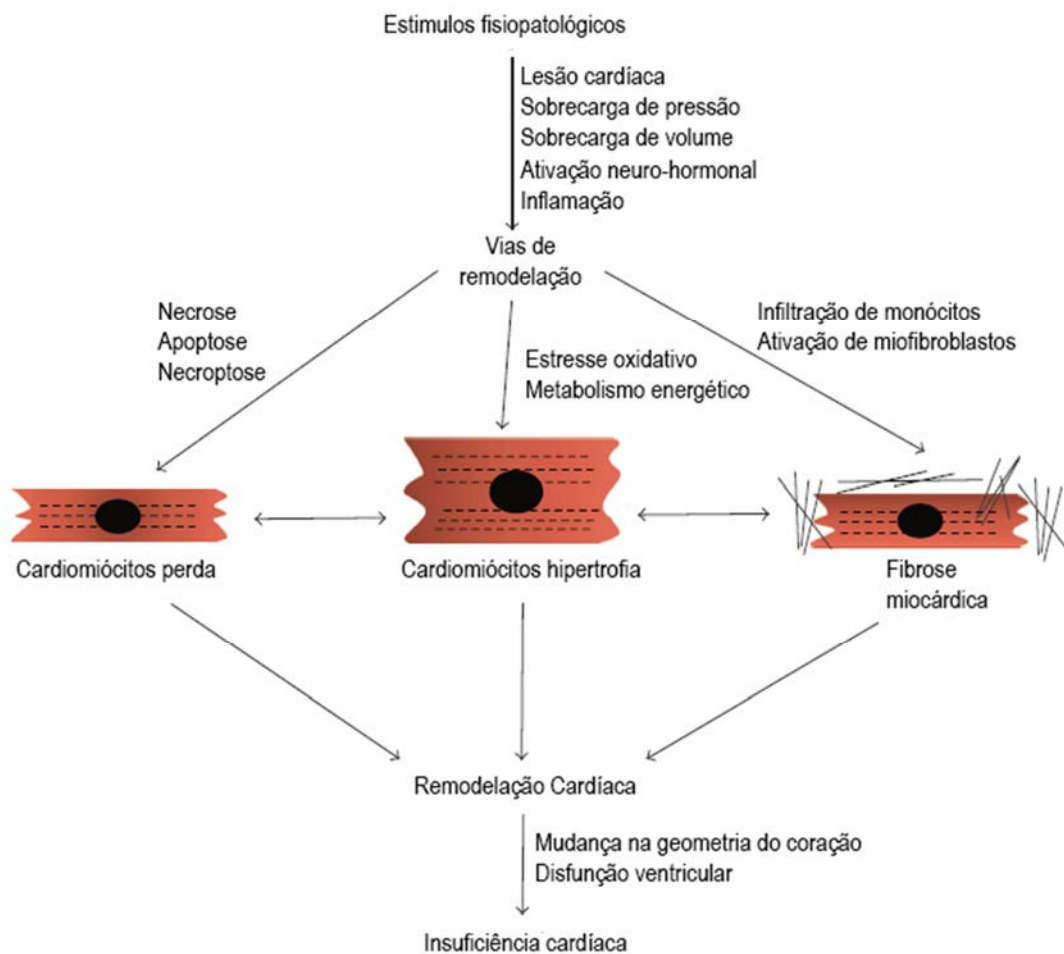 Estimulos fisiopatológicos
Lesão cardíaca
Sobrecarga de pressão
Sobrecarga de volume
Ativação neuro-hormonal
Inflamação
Vias de
remodelação
Necrose
Apoptose
Necroptose
Estresse oxidativo
Metabolismo energético
Infiltração de monócitos
Ativação de miofibroblastos
Cardiomiócitos perda
Cardiomiócitos hipertrofia
Fibrose
miocárdica
Remodelação Cardíaca
Mudança na geometria do coração
Disfunção ventricular
Insuficiência cardíaca